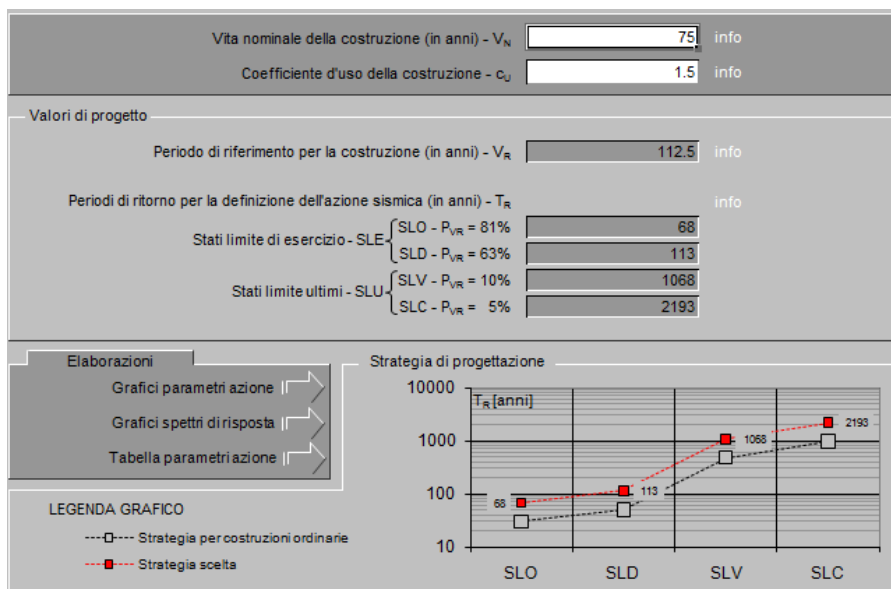 Vita nominale della costruzione (in anni) - VN 75 info
Coefficiente d'uso della costruzione - cU 1.5 info
Valori di progetto
Periodo di riferimento per la costruzione (in anni) - VR 112.5 info
Periodi di ritorno per la definizione dell'azione sismica (in anni) - TR info
Stati limite di esercizio - SLE
SLO - PVR = 81% 68
SLD - PVR = 63% 113
Stati limite ultimi - SLU
SLV - PVR = 10% 1068
SLC - PVR = 5% 2193
Elaborazioni
Grafici parametri azione
Grafici spettri di risposta
Tabella parametri azione
LEGENDA GRAFICO
Strategia per costruzioni ordinarie
Strategia scelta
Strategia di progettazione
TR [anni]
10000
1000
100
10
68
113
1068
2193
SLO SLD SLV SLC